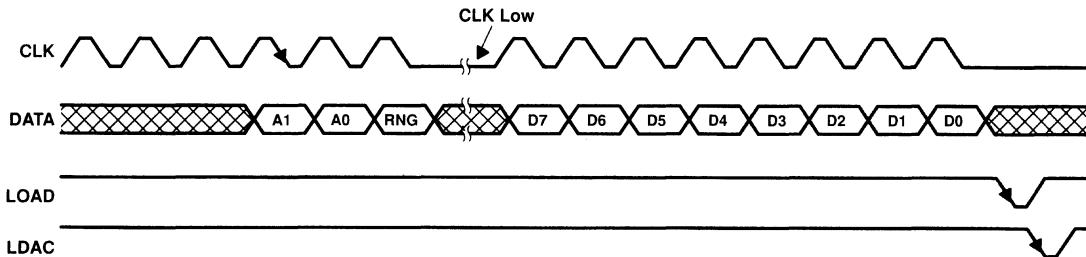 CLK Low
CLK
DATA A1 A0 RNG D7 D6 D5 D4 D3 D2 D1 D0
LOAD
LDAC